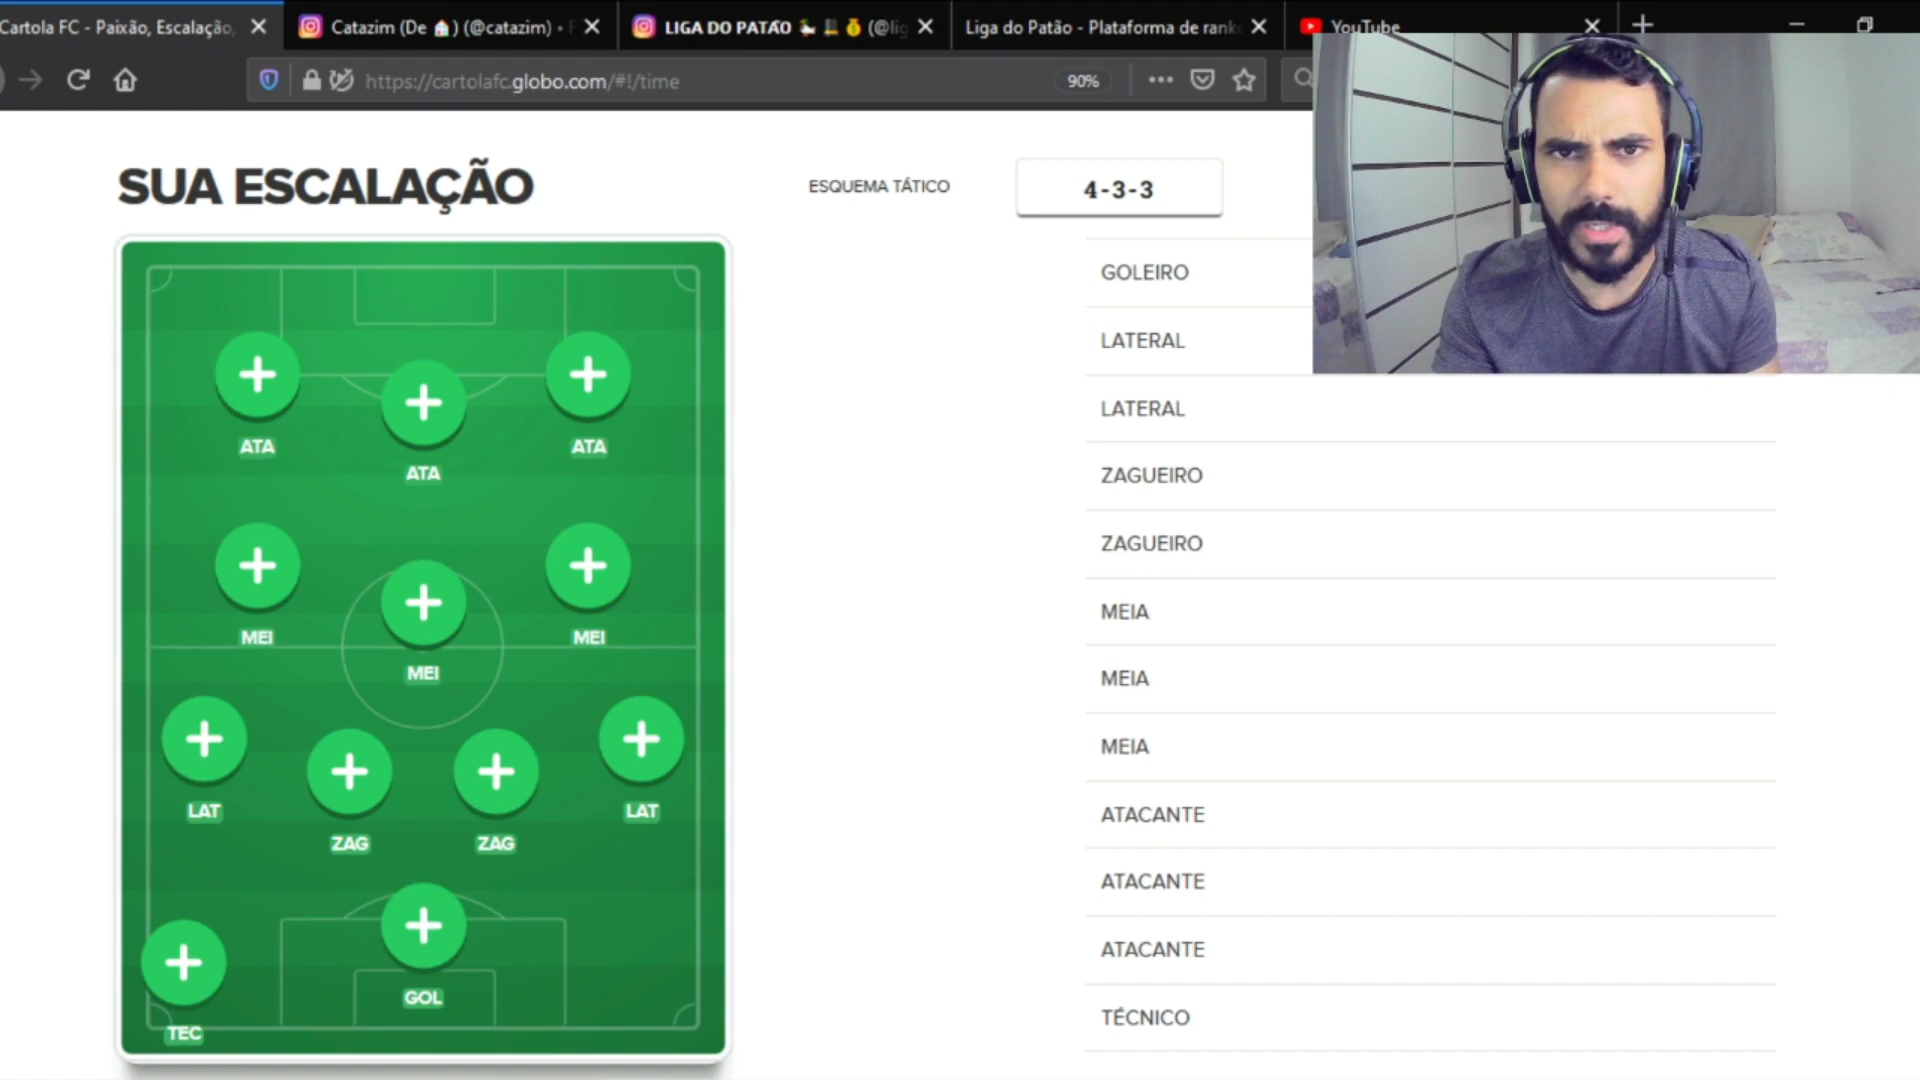 Cartola FC - Paixão, Escalação,
Catazim (De 🏠) (@catazim) •
LIGA DO PATÃO 🦆 🎩 💰 (@lig
Liga do Patão - Plataforma de rank
YouTube
https://cartolafc.globo.com/#!/time
90%
SUA ESCALAÇÃO
ESQUEMA TÁTICO
4-3-3
ATA
ATA
ATA
MEI
MEI
MEI
LAT
ZAG
ZAG
LAT
GOL
TEC
GOLEIRO
LATERAL
LATERAL
ZAGUEIRO
ZAGUEIRO
MEIA
MEIA
MEIA
ATACANTE
ATACANTE
ATACANTE
TÉCNICO